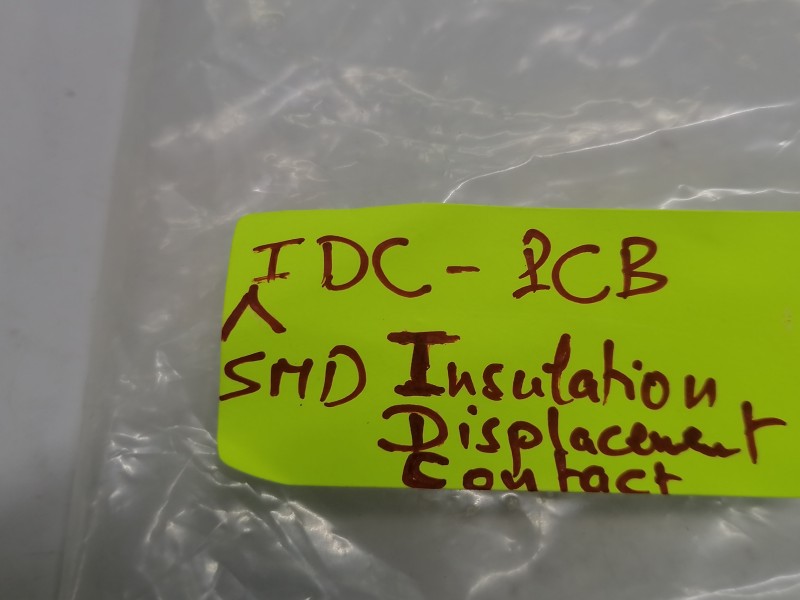 IDC - PCB
SMD Insulation
Displacement
Contact